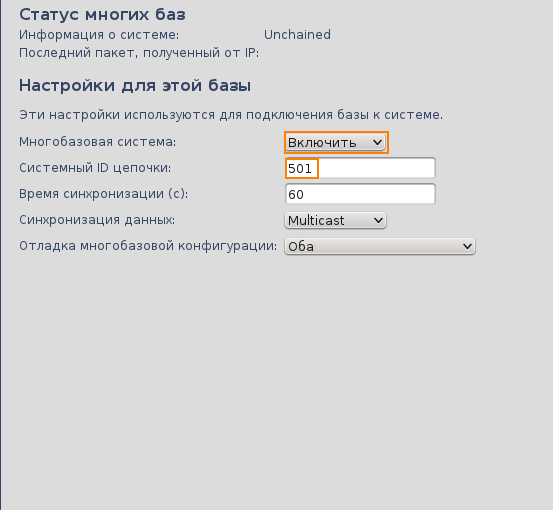 Статус многих баз
Информация о системе: Unchained
Последний пакет, полученный от IP:
Настройки для этой базы
Эти настройки используются для подключения базы к системе.
Многобазовая система: Включить
Системный ID цепочки: 501
Время синхронизации (с): 60
Синхронизация данных: Multicast
Отладка многобазовой конфигурации: Оба